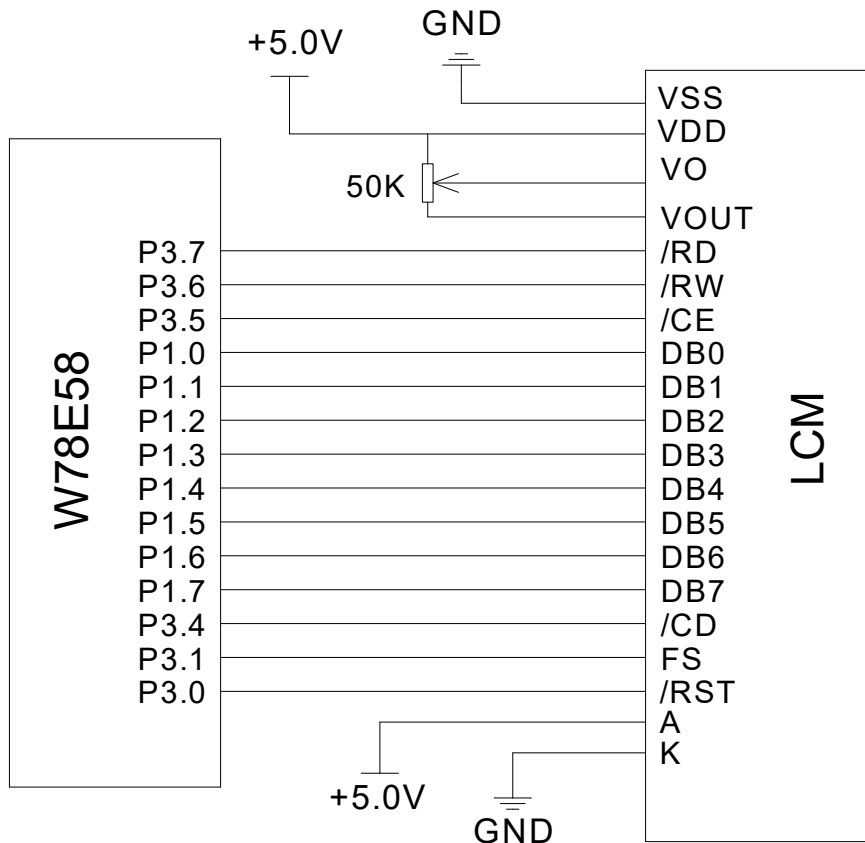 GND
+5.0V
VSS
VDD
VO
50K
VOUT
P3.7 /RD
P3.6 /RW
P3.5 /CE
P1.0 DB0
P1.1 DB1
P1.2 DB2
P1.3 DB3
P1.4 DB4
P1.5 DB5
P1.6 DB6
P1.7 DB7
P3.4 /CD
P3.1 FS
P3.0 /RST
A
K
W78E58
LCM
+5.0V
GND